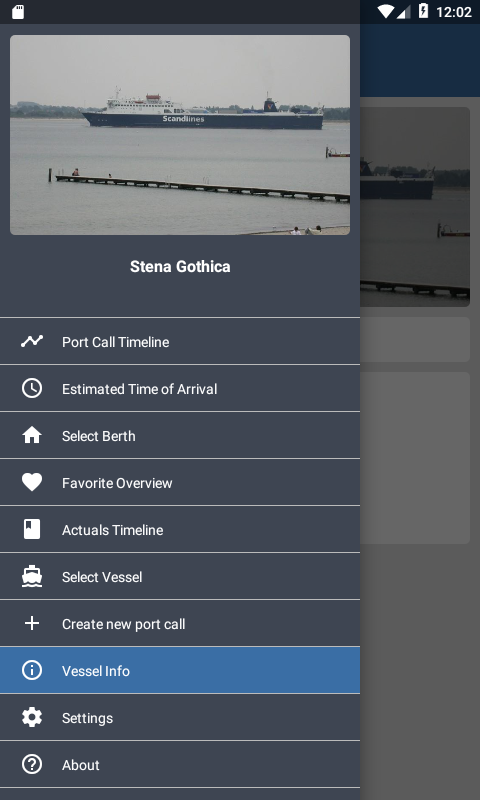 12:02
Scandlines
Stena Gothica
Port Call Timeline
Estimated Time of Arrival
Select Berth
Favorite Overview
Actuals Timeline
Select Vessel
Create new port call
Vessel Info
Settings
About